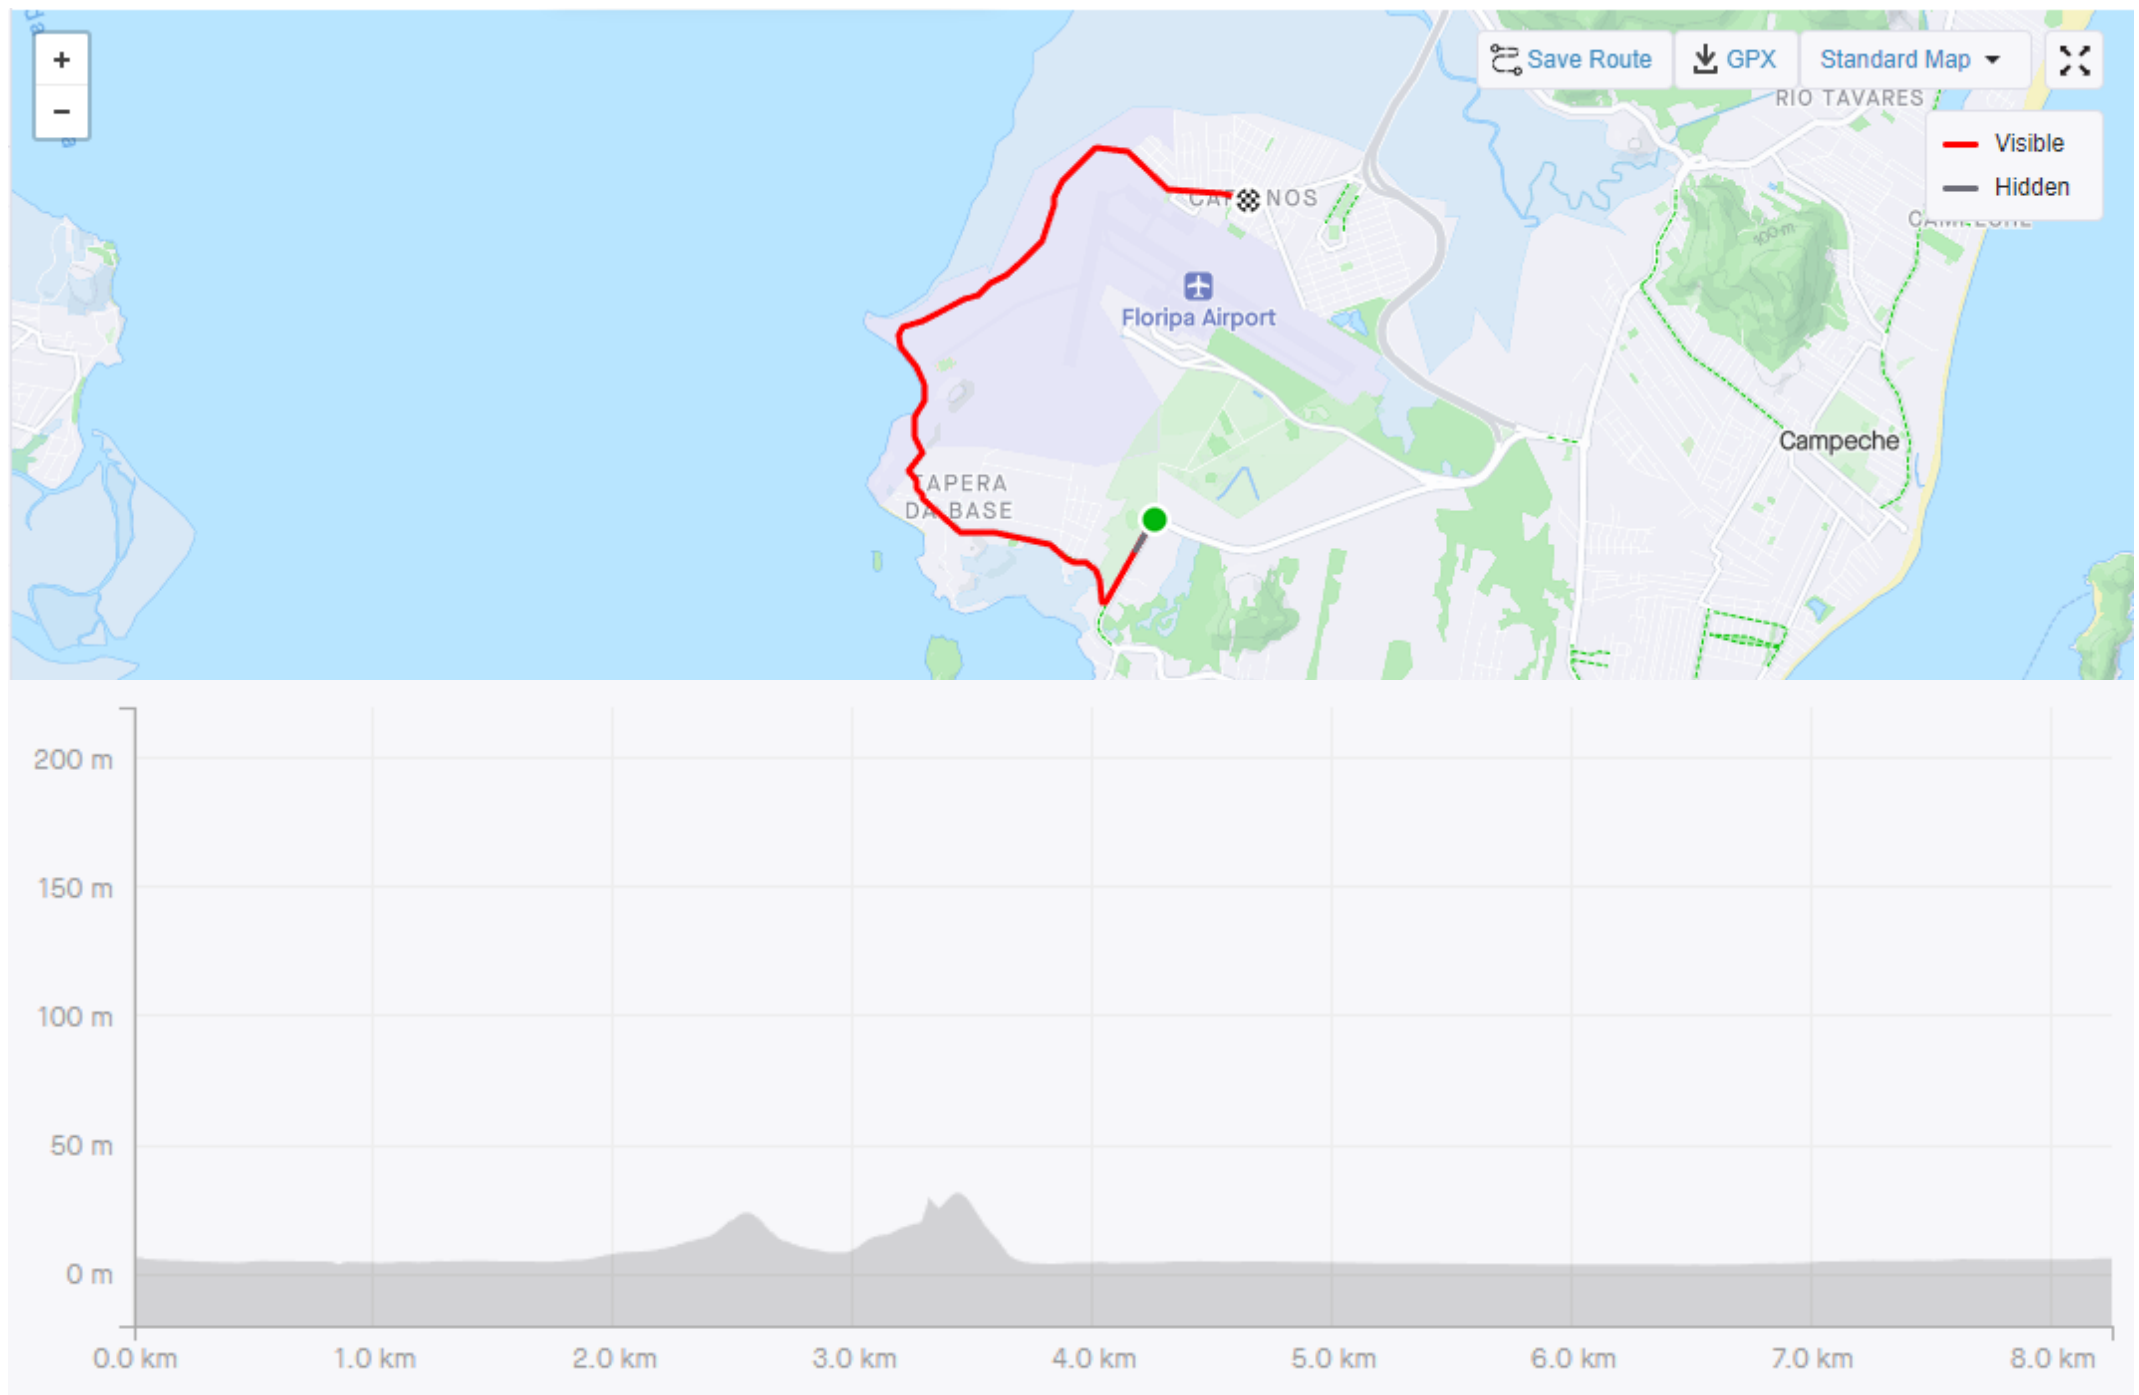 +
−
Save Route
GPX
Standard Map
RIO TAVARES
Visible
Hidden
NOS
Floripa Airport
100 m
Campeche
TAPERA
DA BASE
200 m
150 m
100 m
50 m
0 m
0.0 km
1.0 km
2.0 km
3.0 km
4.0 km
5.0 km
6.0 km
7.0 km
8.0 km